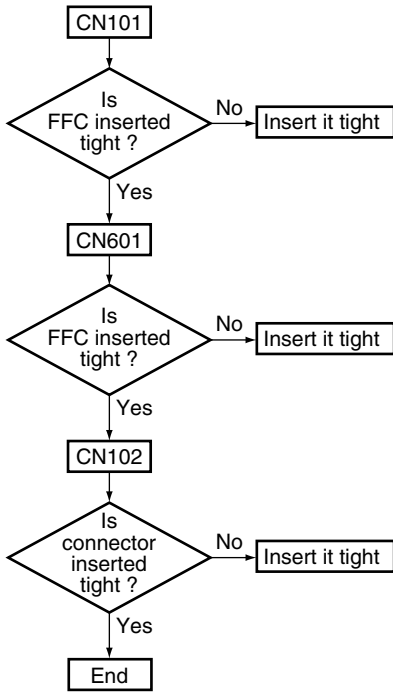 CN101
Is
FFC inserted
tight ?
No
Insert it tight
Yes
CN601
Is
FFC inserted
tight ?
No
Insert it tight
Yes
CN102
Is
connector
inserted
tight ?
No
Insert it tight
Yes
End